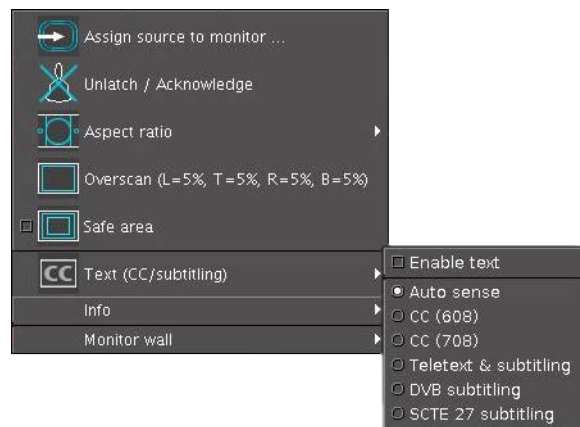 Assign source to monitor ...
Unlatch / Acknowledge
Aspect ratio
Overscan (L=5%, T=5%, R=5%, B=5%)
Safe area
CC Text (CC/subtitling)
Info
Monitor wall
Enable text
Auto sense
CC (608)
CC (708)
Teletext & subtitling
DVB subtitling
SCTE 27 subtitling